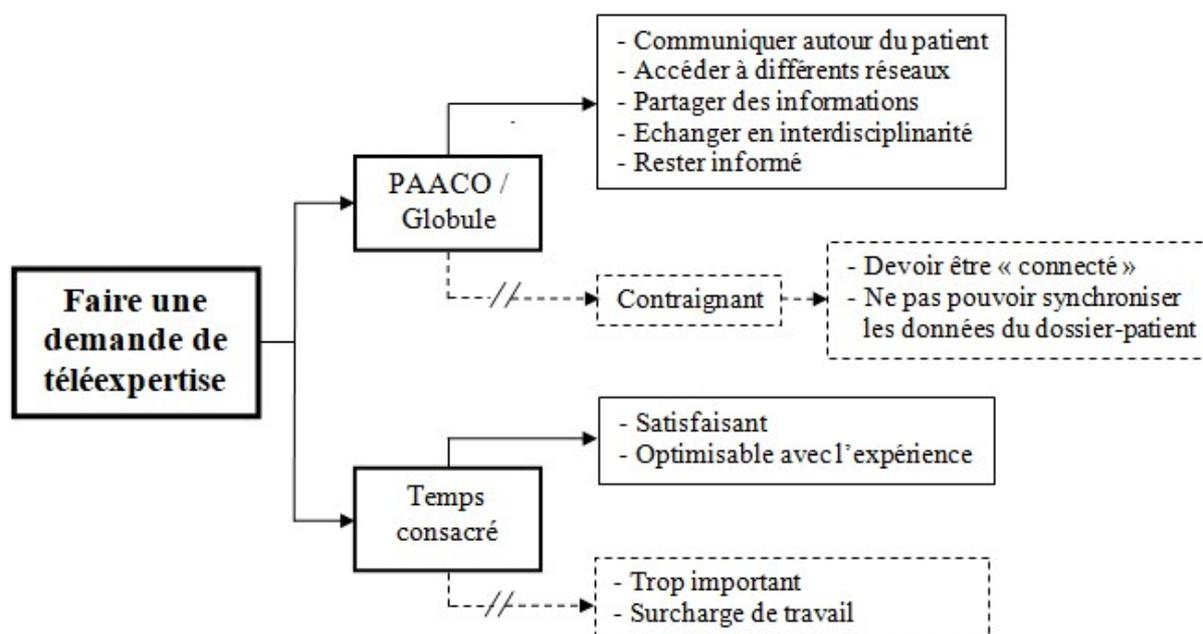 - Communiquer autour du patient
- Accéder à différents réseaux
- Partager des informations
- Echanger en interdisciplinarité
- Rester informé
PAACO /
Globule
Contraignant
- Devoir être « connecté »
- Ne pas pouvoir synchroniser
les données du dossier-patient
Faire une
demande de
téléexpertise
- Satisfaisant
- Optimisable avec l'expérience
Temps
consacré
- Trop important
- Surcharge de travail